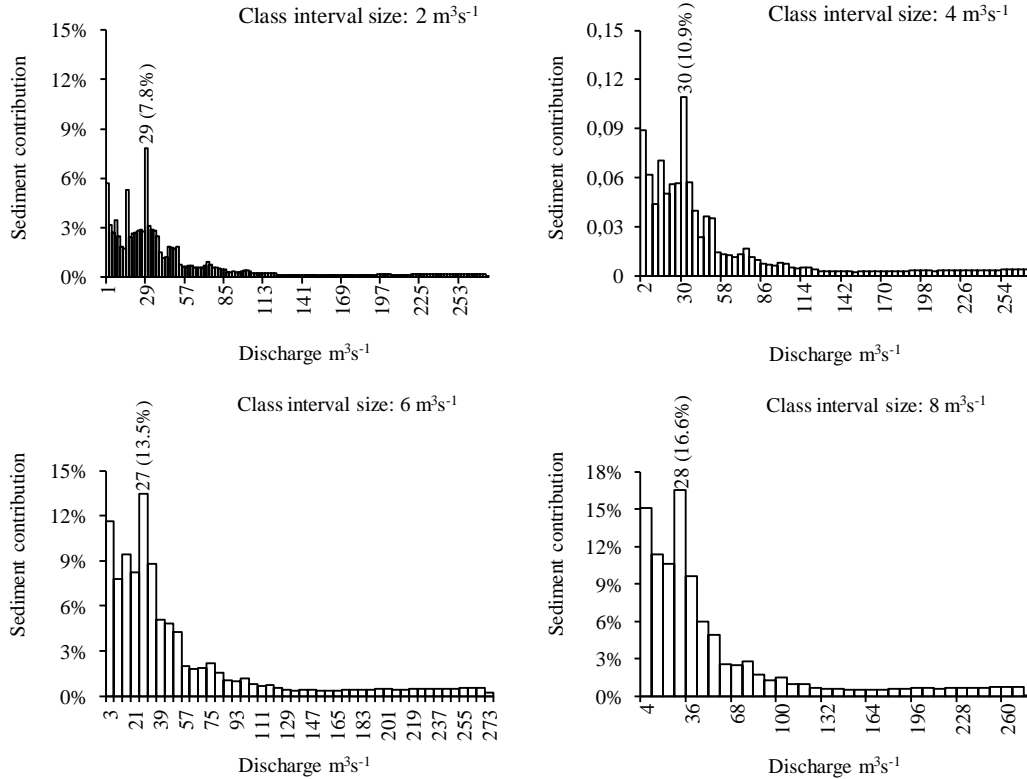 Class interval size: 2 m³s⁻¹
Sediment contribution
15%
12%
9%
6%
3%
0%
29 (7.8%)
1 29 57 85 113 141 169 197 225 253
Discharge m³s⁻¹
Class interval size: 4 m³s⁻¹
Sediment contribution
0,15
0,12
0,09
0,06
0,03
0
30 (10.9%)
2 30 58 86 114 142 170 198 226 254
Discharge m³s⁻¹
Class interval size: 6 m³s⁻¹
Sediment contribution
15%
12%
9%
6%
3%
0%
27 (13.5%)
3 21 39 57 75 93 111 129 147 165 183 201 219 237 255 273
Discharge m³s⁻¹
Class interval size: 8 m³s⁻¹
Sediment contribution
18%
15%
12%
9%
6%
3%
0%
28 (16.6%)
4 36 68 100 132 164 196 228 260
Discharge m³s⁻¹